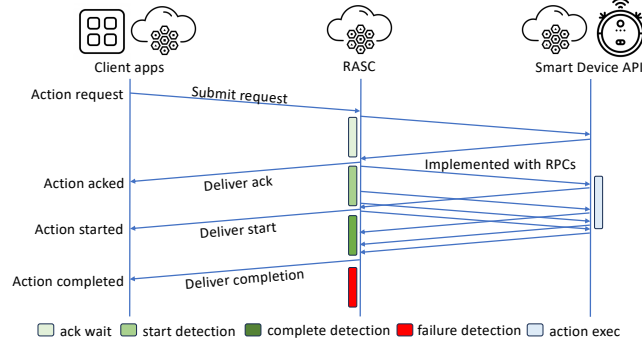 Client apps
RASC
Smart Device API
Action request
Submit request
Implemented with RPCs
Action acked
Deliver ack
Action started
Deliver start
Action completed
Deliver completion
ack wait
start detection
complete detection
failure detection
action exec